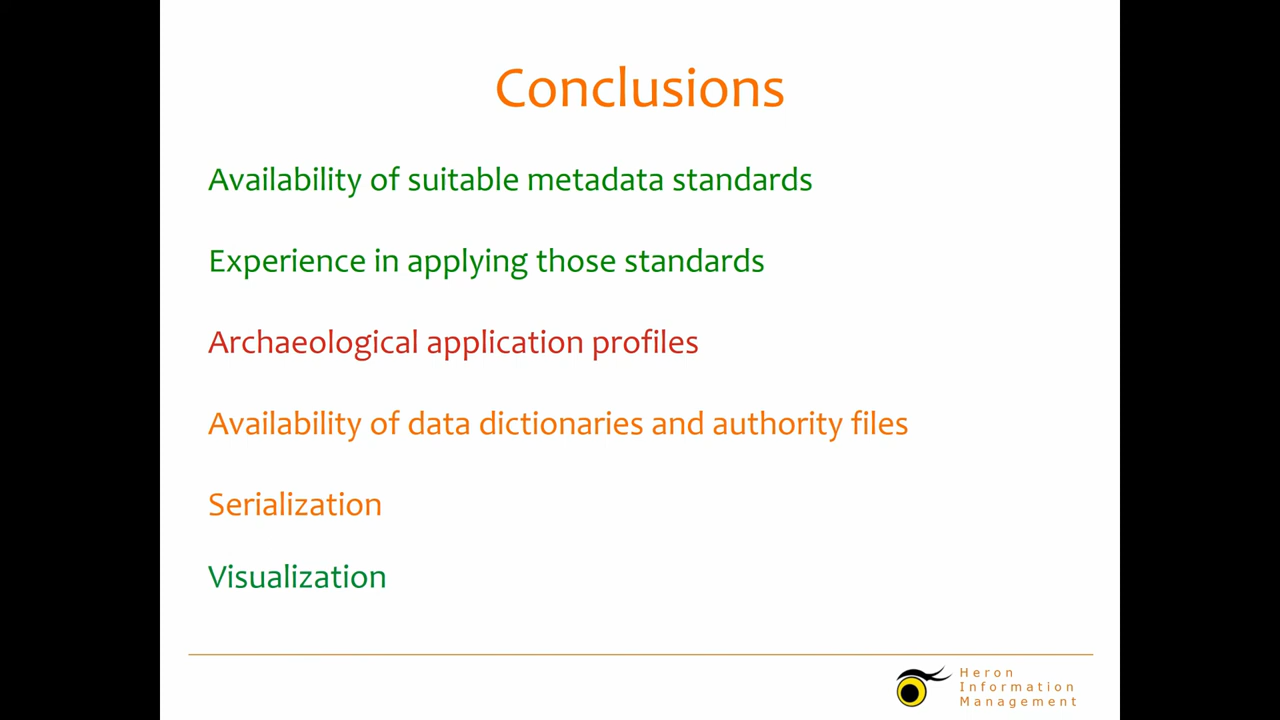 Conclusions
Availability of suitable metadata standards
Experience in applying those standards
Archaeological application profiles
Availability of data dictionaries and authority files
Serialization
Visualization
Heron
Information
Management